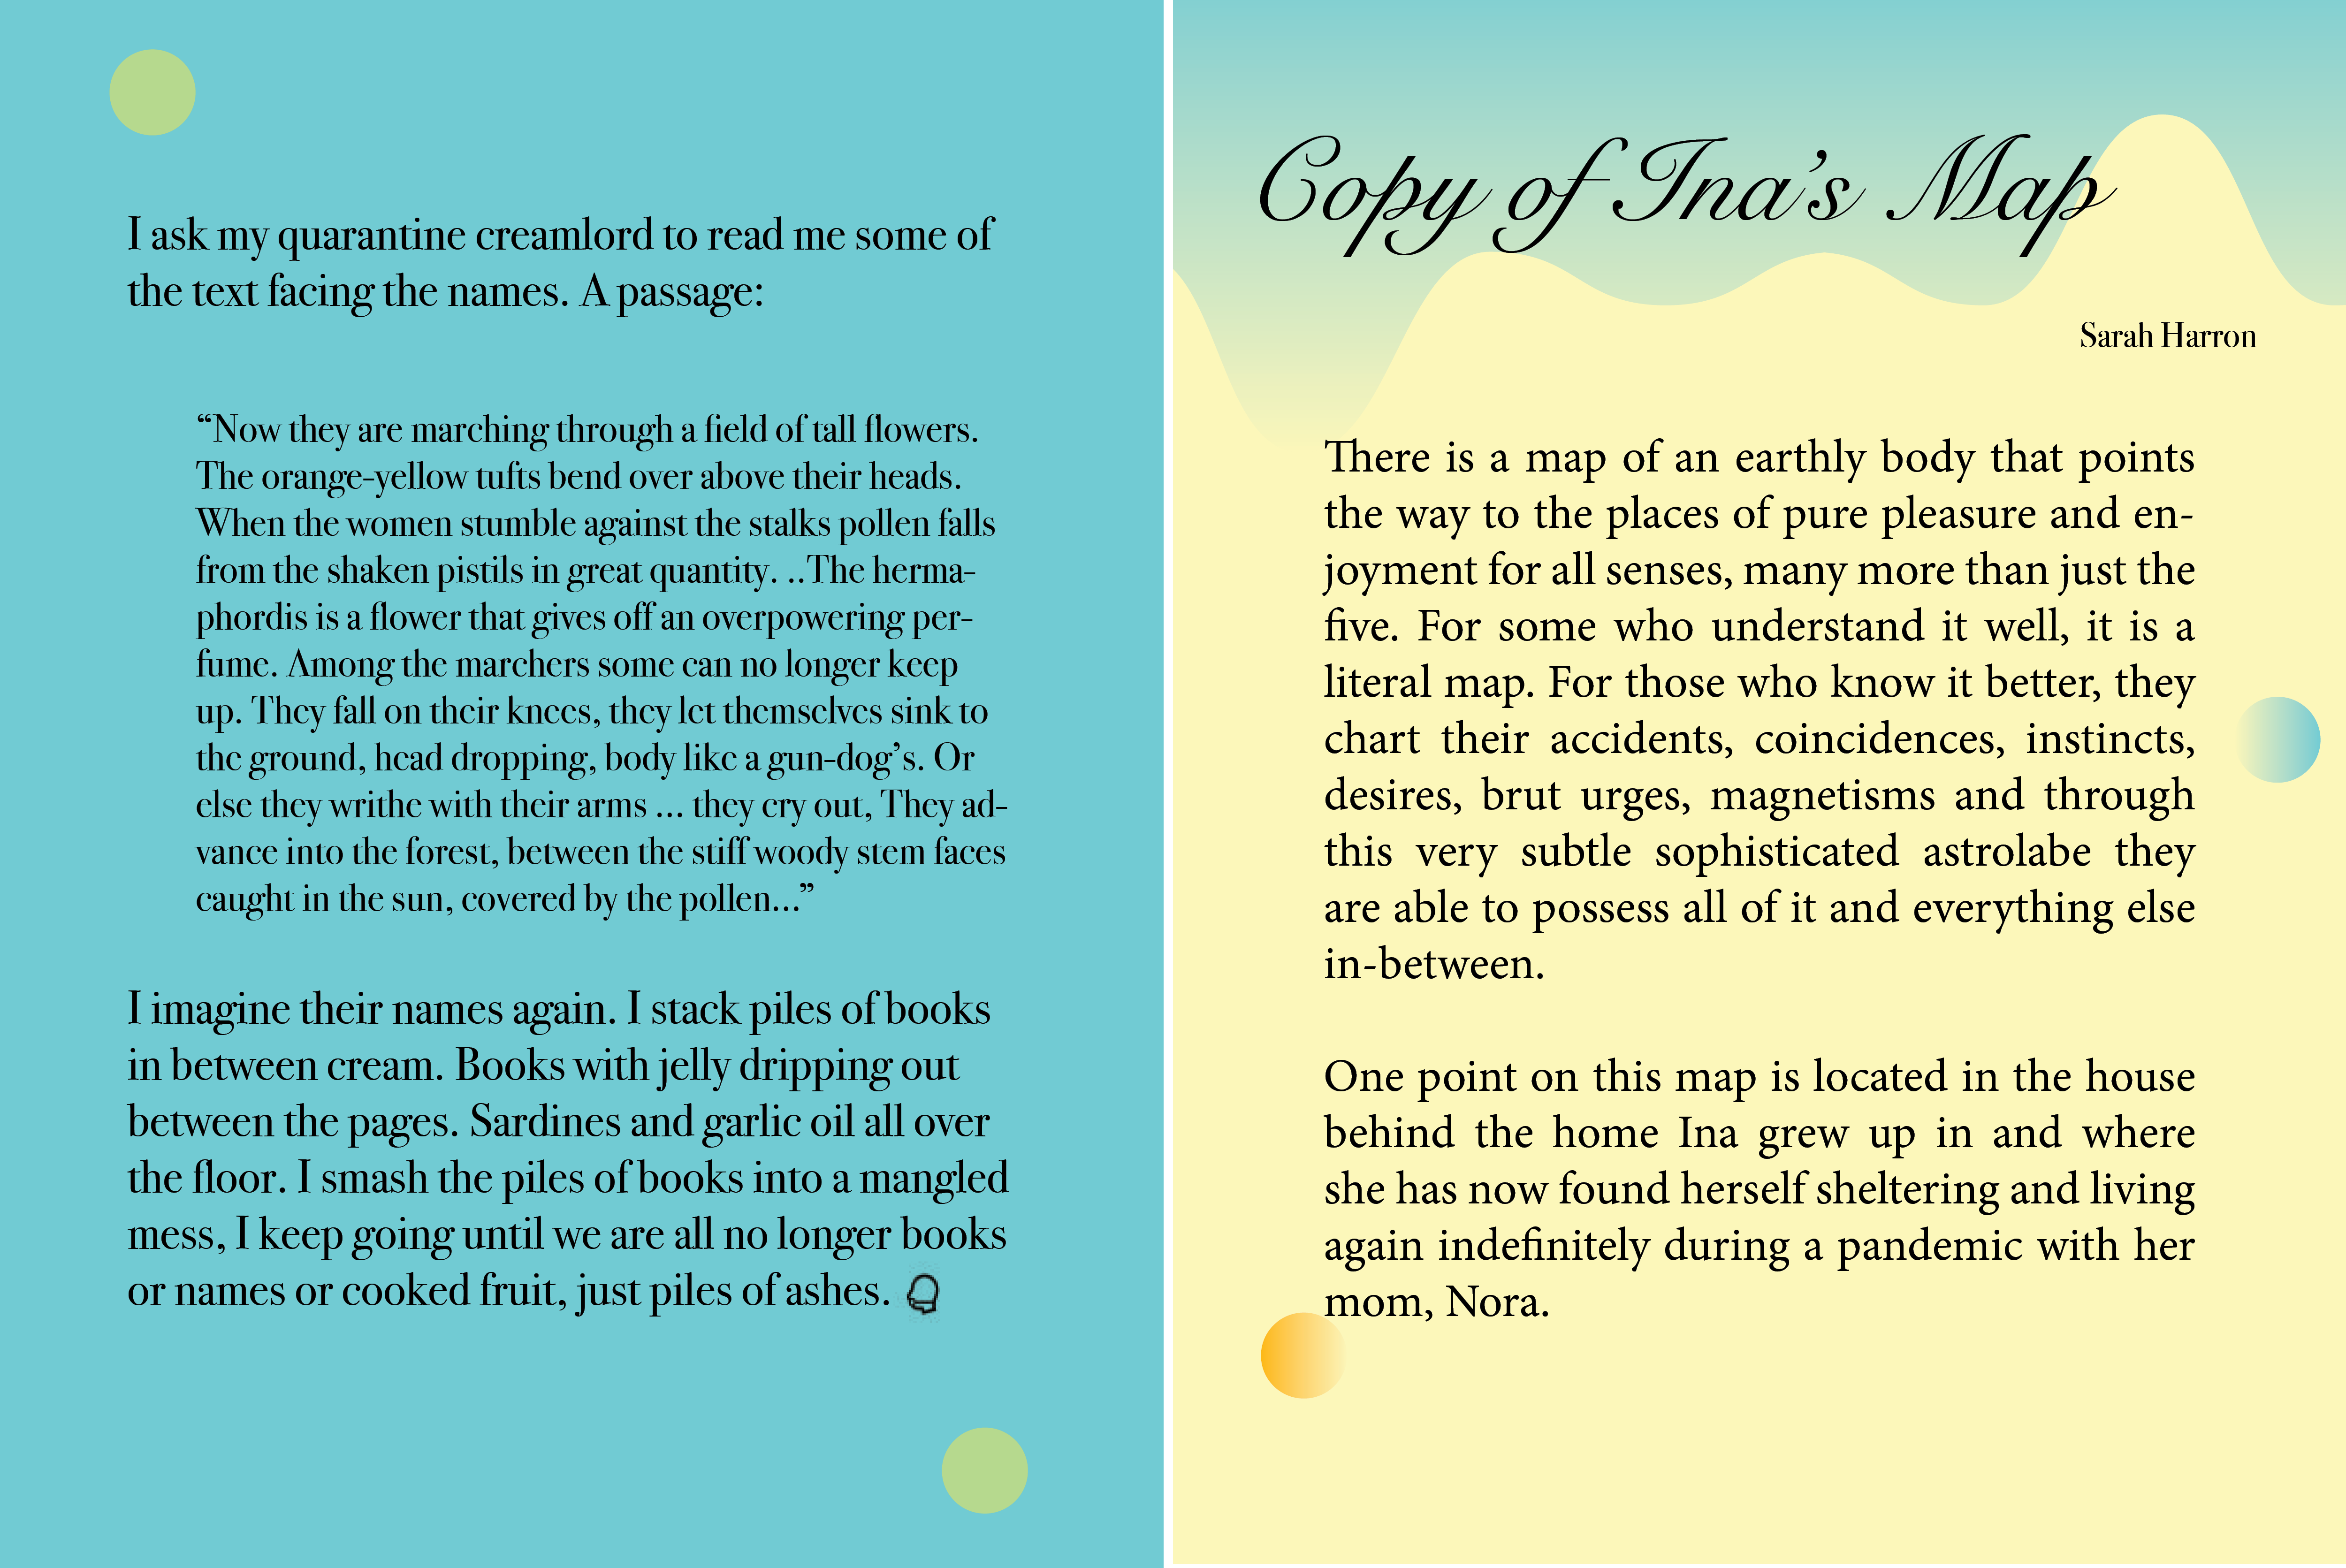 I ask my quarantine creamlord to read me some of
the text facing the names. A passage:
“Now they are marching through a field of tall flowers.
The orange-yellow tufts bend over above their heads.
When the women stumble against the stalks pollen falls
from the shaken pistils in great quantity. ..The herma-
phordis is a flower that gives off an overpowering per-
fume. Among the marchers some can no longer keep
up. They fall on their knees, they let themselves sink to
the ground, head dropping, body like a gun-dog’s. Or
else they writhe with their arms ... they cry out, They ad-
vance into the forest, between the stiff woody stem faces
caught in the sun, covered by the pollen...”
I imagine their names again. I stack piles of books
in between cream. Books with jelly dripping out
between the pages. Sardines and garlic oil all over
the floor. I smash the piles of books into a mangled
mess, I keep going until we are all no longer books
or names or cooked fruit, just piles of ashes.
Copy of Ina’s Map
Sarah Harron
There is a map of an earthly body that points
the way to the places of pure pleasure and en-
joyment for all senses, many more than just the
five. For some who understand it well, it is a
literal map. For those who know it better, they
chart their accidents, coincidences, instincts,
desires, brut urges, magnetisms and through
this very subtle sophisticated astrolabe they
are able to possess all of it and everything else
in-between.
One point on this map is located in the house
behind the home Ina grew up in and where
she has now found herself sheltering and living
again indefinitely during a pandemic with her
mom, Nora.